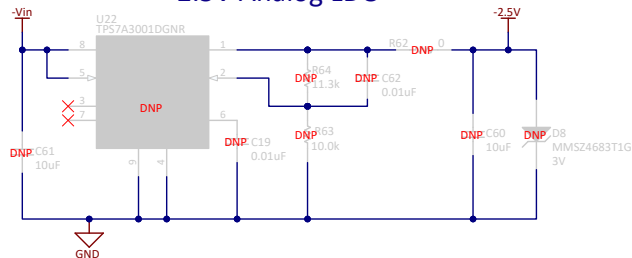 -2.5V Analog LDO
-Vin
U22
TPS7A3001DGNR
-2.5V
8
1
R62
DNP
0
5
2
DNP
R64
11.3k
DNP
C62
0.01uF
3
7
DNP
6
DNP
C61
10uF
DNP
C19
0.01uF
DNP
R63
10.0k
DNP
C60
10uF
DNP
D8
MMSZ4683T1G
3V
9
4
GND